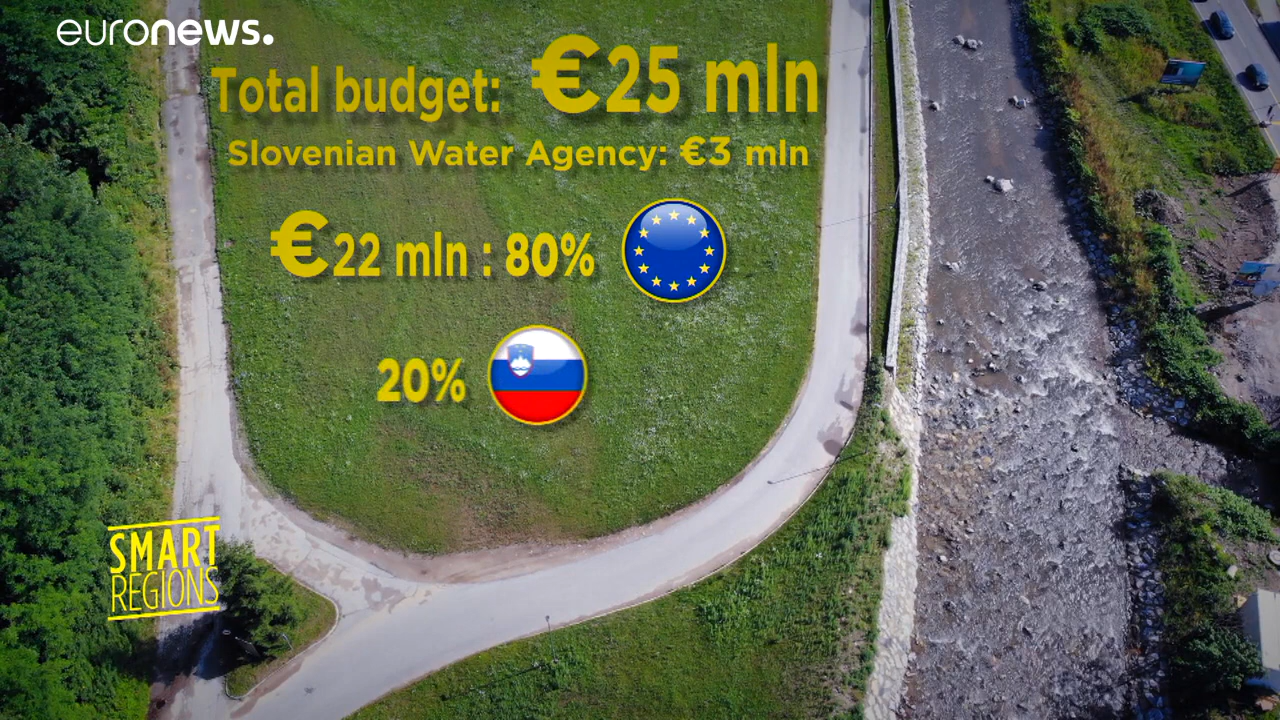 euronews.
Total budget: €25 mln
Slovenian Water Agency: €3 mln
€22 mln : 80%
20%
SMART
REGIONS